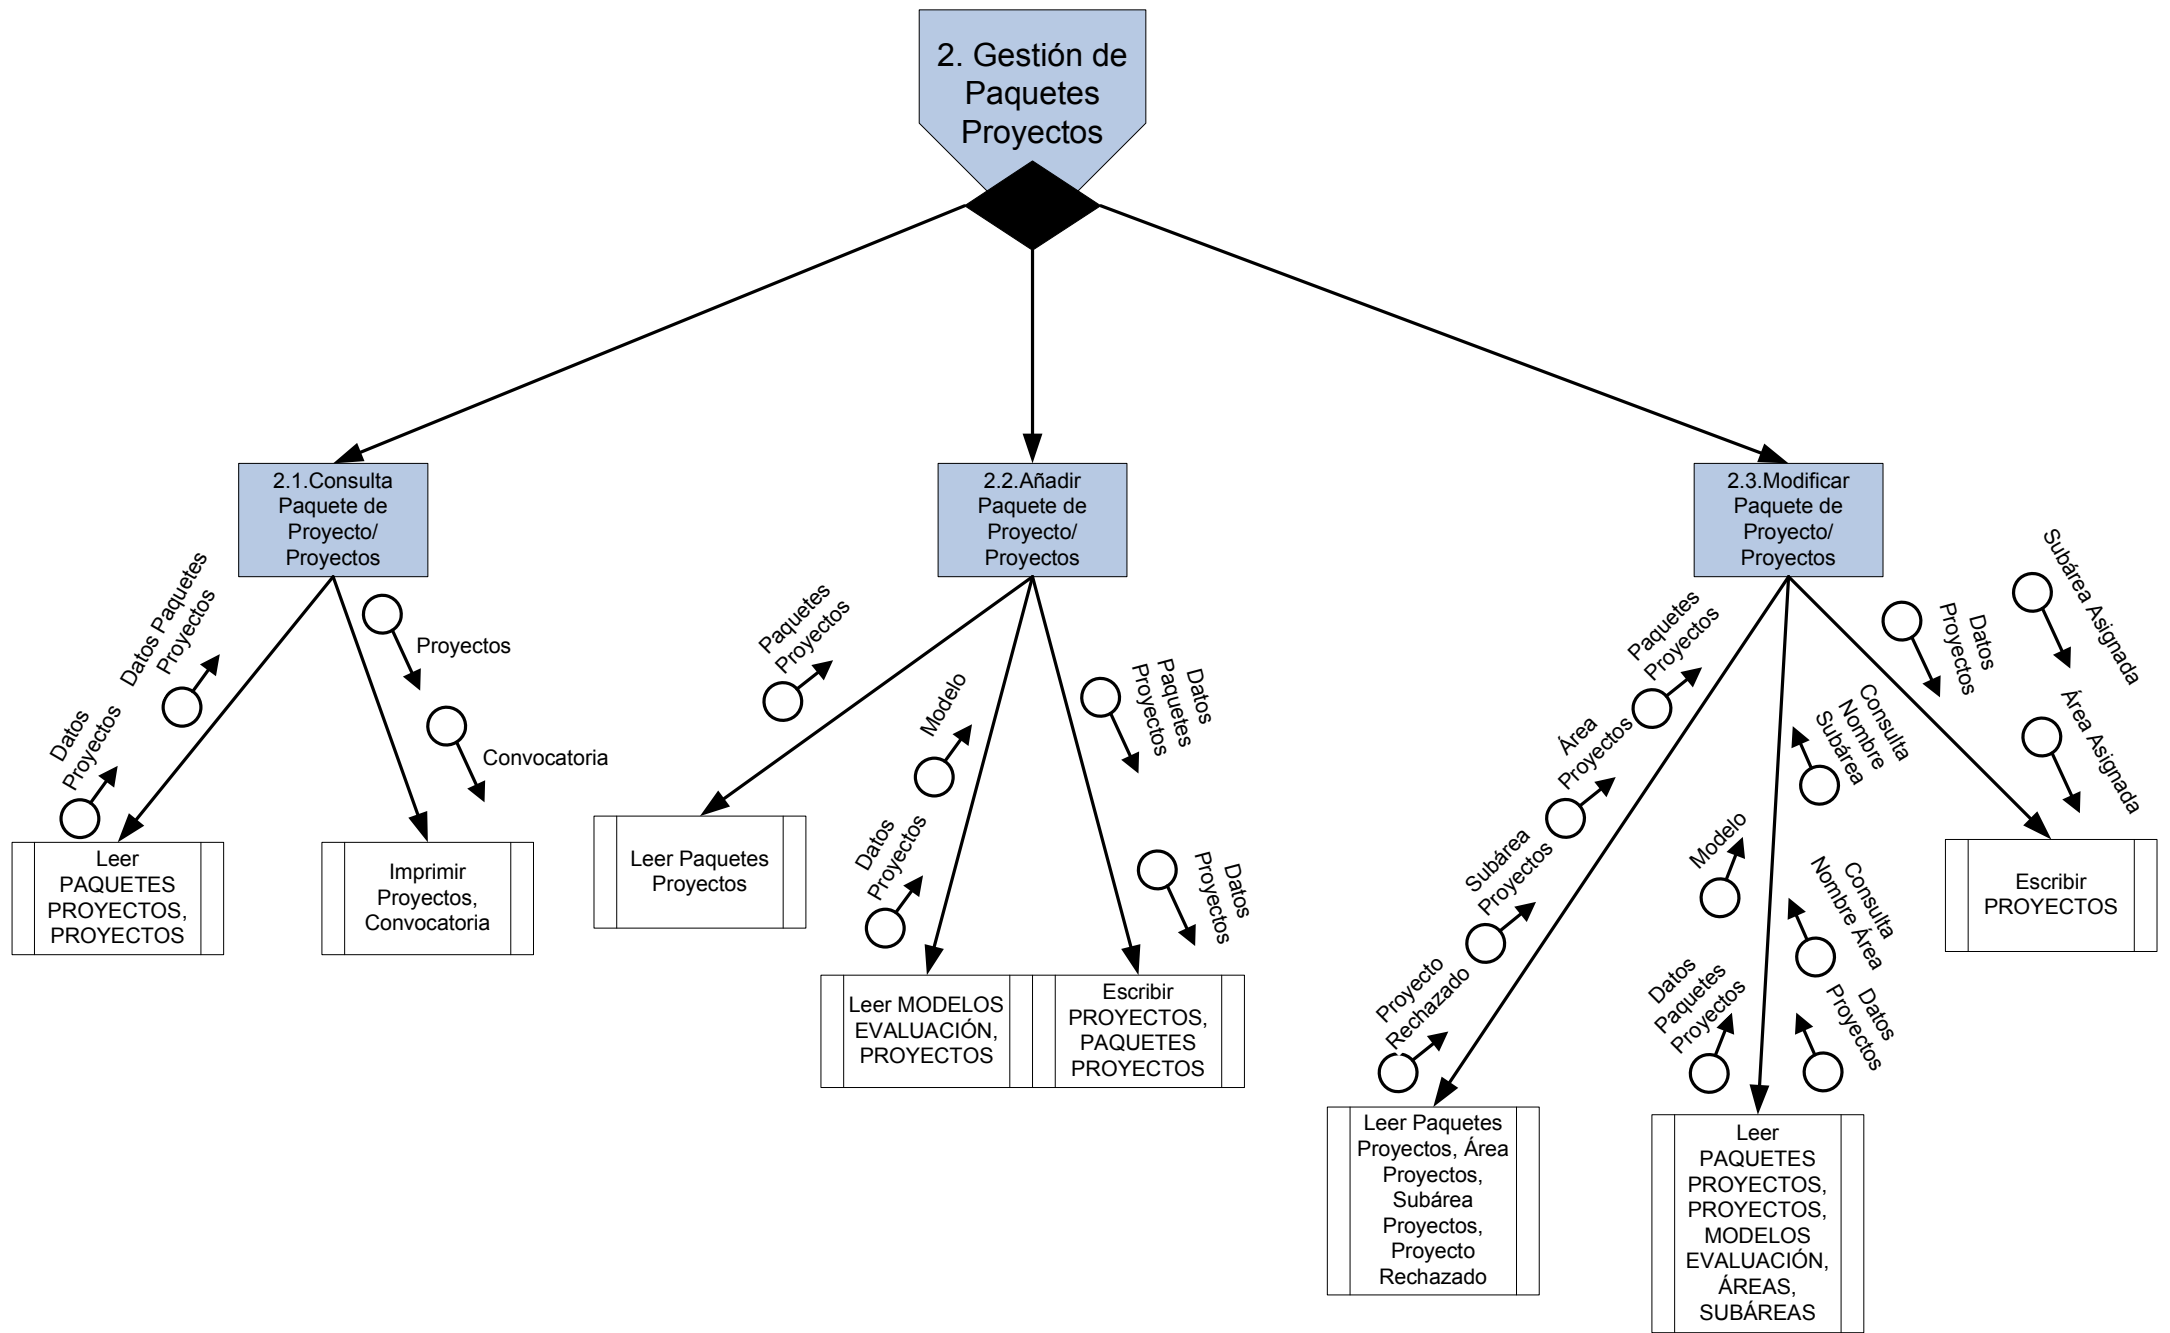 2. Gestión de
Paquetes
Proyectos
2.1.Consulta
Paquete de
Proyecto/
Proyectos
2.2.Añadir
Paquete de
Proyecto/
Proyectos
2.3.Modificar
Paquete de
Proyecto/
Proyectos
Datos
Proyectos
Datos Paquetes
Proyectos
Proyectos
Convocatoria
Leer
PAQUETES
PROYECTOS,
PROYECTOS
Imprimir
Proyectos,
Convocatoria
Paquetes
Proyectos
Datos
Proyectos
Modelo
Datos
Paquetes
Proyectos
Datos
Proyectos
Leer Paquetes
Proyectos
Leer MODELOS
EVALUACIÓN,
PROYECTOS
Escribir
PROYECTOS,
PAQUETES
PROYECTOS
Paquetes
Proyectos
Área
Proyectos
Subárea
Proyectos
Proyecto
Rechazado
Consulta
Nombre
Subárea
Modelo
Consulta
Nombre Área
Datos
Paquetes
Proyectos
Datos
Proyectos
Datos
Proyectos
Subárea Asignada
Área Asignada
Leer Paquetes
Proyectos, Área
Proyectos,
Subárea
Proyectos,
Proyecto
Rechazado
Leer
PAQUETES
PROYECTOS,
PROYECTOS,
MODELOS
EVALUACIÓN,
ÁREAS,
SUBÁREAS
Escribir
PROYECTOS